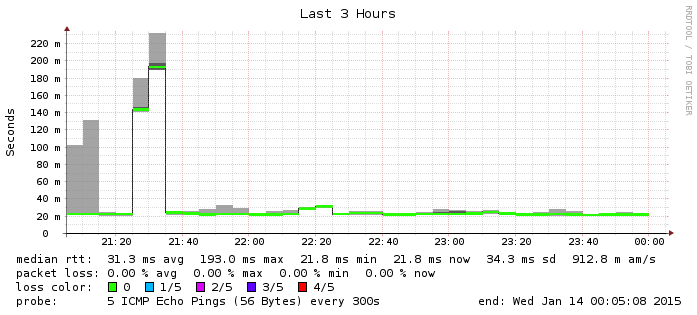 Last 3 Hours
RRDTOOL / TOBI OETIKER
Seconds
220 m
200 m
180 m
160 m
140 m
120 m
100 m
80 m
60 m
40 m
20 m
0
21:20 21:40 22:00 22:20 22:40 23:00 23:20 23:40 00:00
median rtt: 31.3 ms avg 193.0 ms max 21.8 ms min 21.8 ms now 34.3 ms sd 912.8 m am/s
packet loss: 0.00 % avg 0.00 % max 0.00 % min 0.00 % now
loss color: 0 1/5 2/5 3/5 4/5
probe: 5 ICMP Echo Pings (56 Bytes) every 300s end: Wed Jan 14 00:05:08 2015